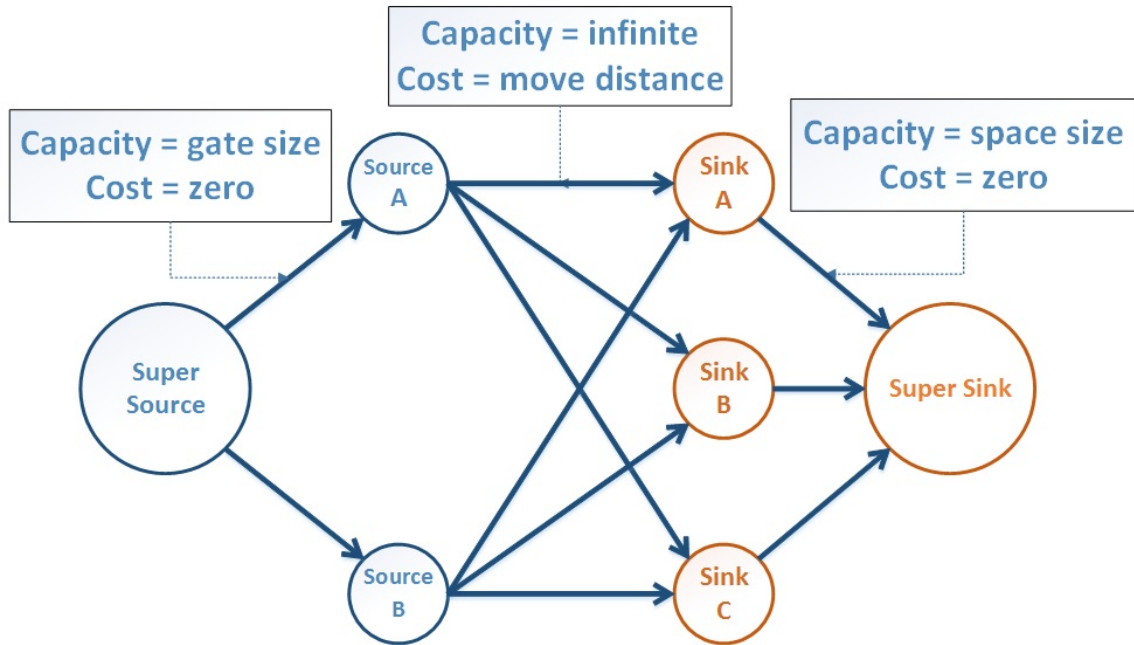 Capacity = infinite
Cost = move distance
Capacity = gate size
Cost = zero
Capacity = space size
Cost = zero
Source
A
Sink
A
Super
Source
Sink
B
Super Sink
Source
B
Sink
C